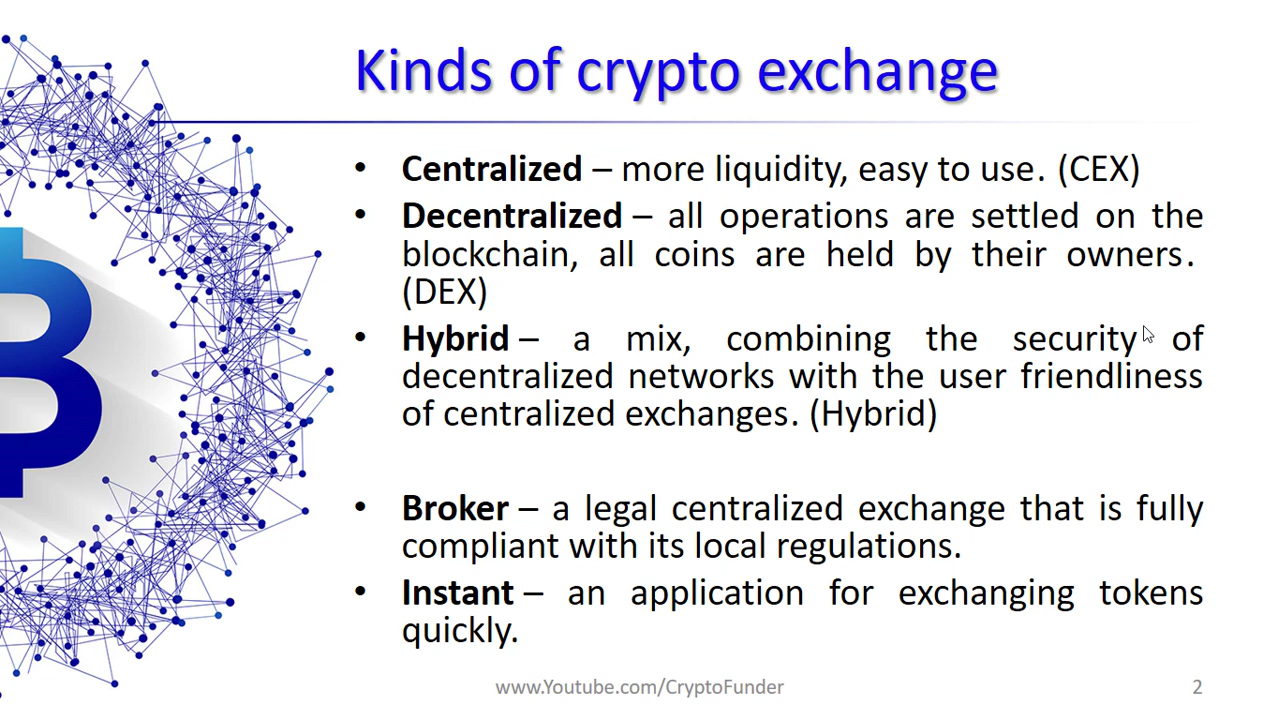 Kinds of crypto exchange
• Centralized – more liquidity, easy to use. (CEX)
• Decentralized – all operations are settled on the
blockchain, all coins are held by their owners.
(DEX)
• Hybrid – a mix, combining the security of
decentralized networks with the user friendliness
of centralized exchanges. (Hybrid)
• Broker – a legal centralized exchange that is fully
compliant with its local regulations.
• Instant – an application for exchanging tokens
quickly.
www.Youtube.com/CryptoFunder 2